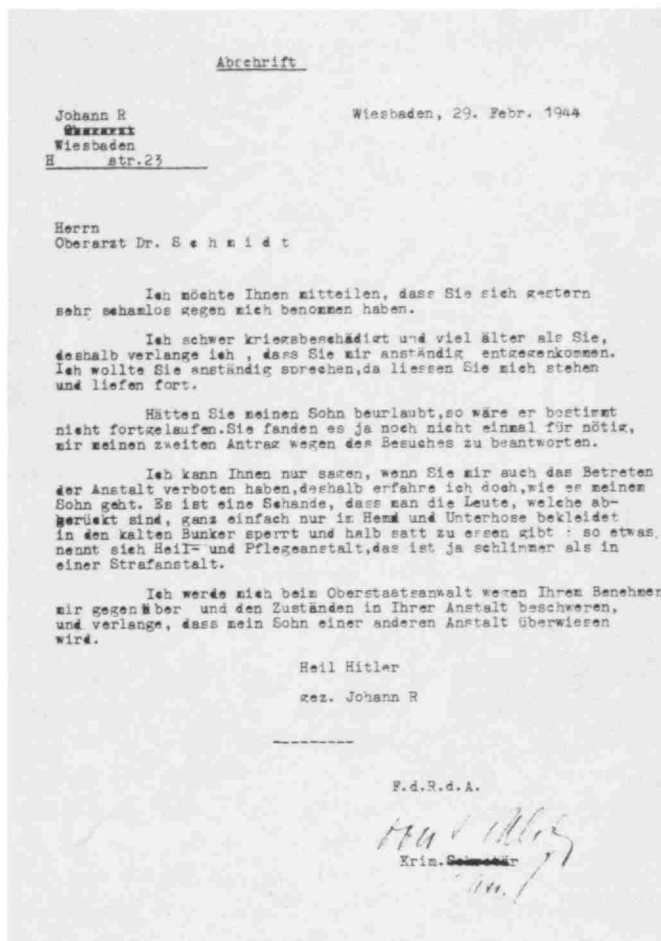 Abschrift
Johann R
Wiesbaden, 29. Febr. 1944
Oberarzt
Wiesbaden
H str.23
Herrn
Oberarzt Dr. S c h m i d t
Ich möchte Ihnen mitteilen, dass Sie sich gestern
sehr schamlos gegen mich benommen haben.
Ich schwer kriegsbeschädigt und viel älter als Sie,
deshalb verlange ich , dass Sie mir anständig entgegenkommen.
Ich wollte Sie anständig sprechen,da liessen Sie mich stehen
und liefen fort.
Hätten Sie meinen Sohn beurlaubt,so wäre er bestimmt
nicht fortgelaufen.Sie fanden es ja noch nicht einmal für nötig,
mir meinen zweiten Antrag wegen des Besuches zu beantworten.
Ich kann Ihnen nur sagen, wenn Sie mir auch das Betreten
der Anstalt verboten haben,deshalb erfahre ich doch,wie es meinem
Sohn geht. Es ist eine Schande, dass man die Leute, welche ab-
gerückt sind, ganz einfach nur im Hemd und Unterhose bekleidet
in den kalten Bunker sperrt und halb satt zu essen gibt : so etwas
nennt sich Heil- und Pflegeanstalt,das ist ja schlimmer als in
einer Strafanstalt.
Ich werde mich beim Oberstaatsanwalt wegen Ihrem Benehmen
mir gegenüber und den Zuständen in Ihrer Anstalt beschweren,
und verlange, dass mein Sohn einer anderen Anstalt überwiesen
wird.
Heil Hitler
gez. Johann R
F.d.R.d.A.
Krim.Sekretär